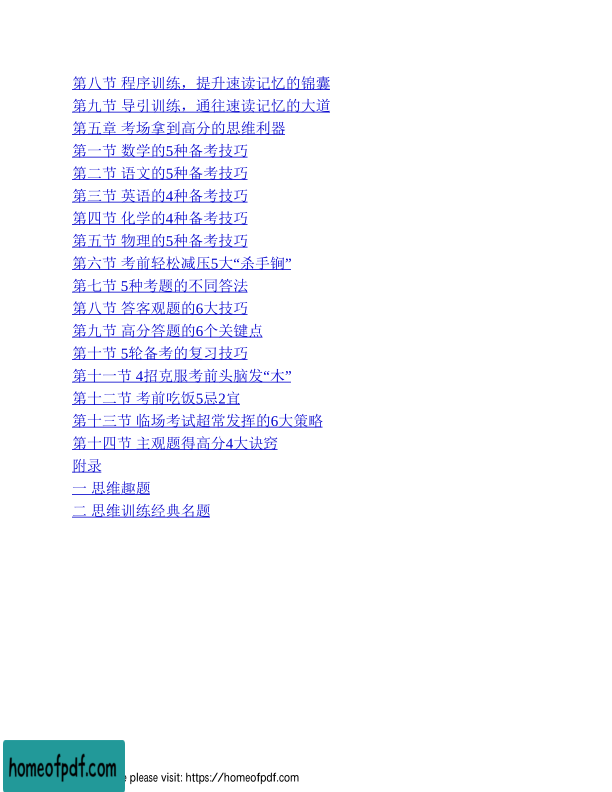 第八节 程序训练，提升速读记忆的锦囊
第九节 导引训练，通往速读记忆的大道
第五章 考场拿到高分的思维利器
第一节 数学的5种备考技巧
第二节 语文的5种备考技巧
第三节 英语的4种备考技巧
第四节 化学的4种备考技巧
第五节 物理的5种备考技巧
第六节 考前轻松减压5大“杀手锏”
第七节 5种考题的不同答法
第八节 答客观题的6大技巧
第九节 高分答题的6个关键点
第十节 5轮备考的复习技巧
第十一节 4招克服考前头脑发“木”
第十二节 考前吃饭5忌2宜
第十三节 临场考试超常发挥的6大策略
第十四节 主观题得高分4大诀窍
附录
一 思维趣题
二 思维训练经典名题
homeofpdf.com
please visit: https://homeofpdf.com